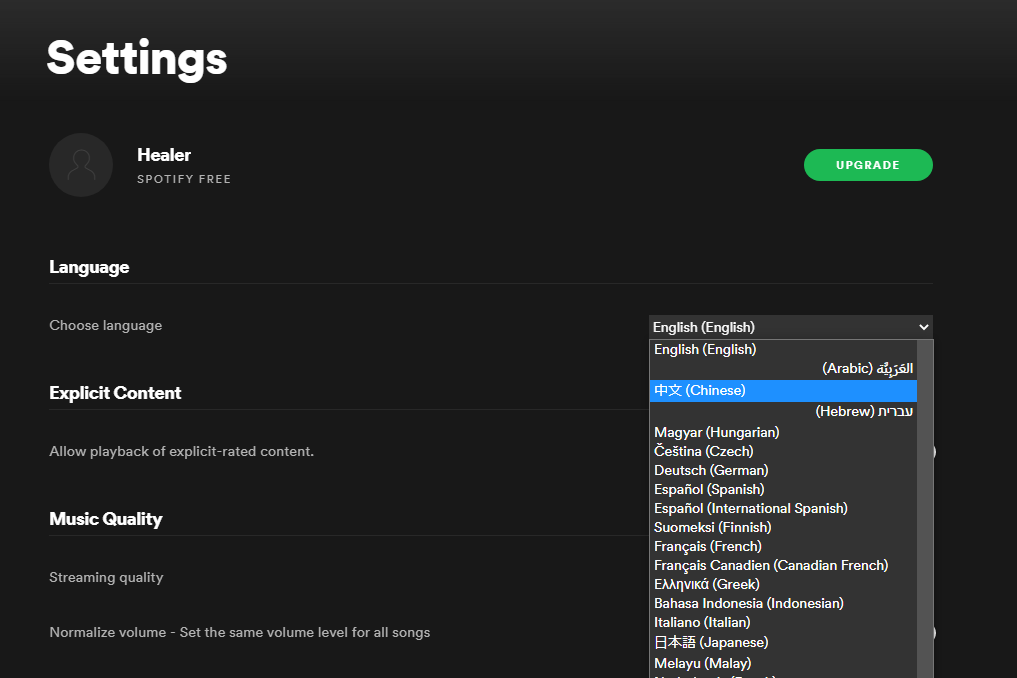 Settings
Healer
SPOTIFY FREE
UPGRADE
Language
Choose language
English (English)
English (English)
العَرَبِيَّة (Arabic)
中文 (Chinese)
עברית (Hebrew)
Magyar (Hungarian)
Čeština (Czech)
Deutsch (German)
Español (Spanish)
Español (International Spanish)
Suomeksi (Finnish)
Français (French)
Français Canadien (Canadian French)
Ελληνικά (Greek)
Bahasa Indonesia (Indonesian)
Italiano (Italian)
日本語 (Japanese)
Melayu (Malay)
Explicit Content
Allow playback of explicit-rated content.
Music Quality
Streaming quality
Normalize volume - Set the same volume level for all songs